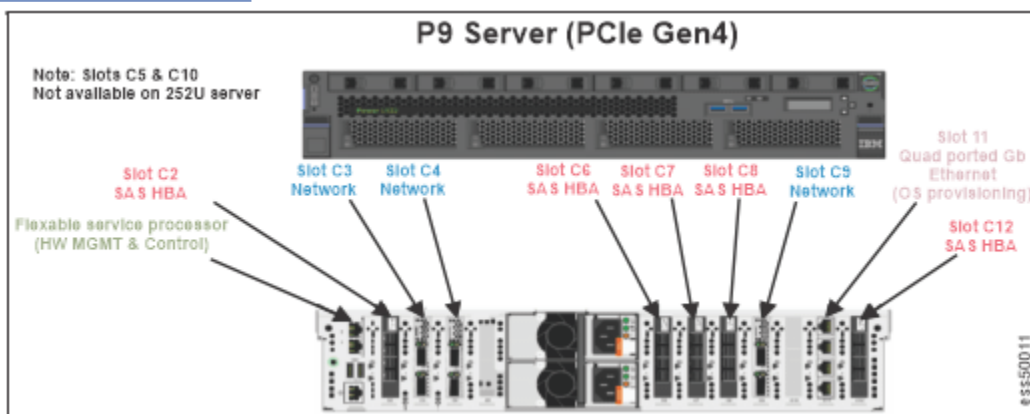 P9 Server (PCIe Gen4)
Note: Slots C5 & C10
Not available on 252U server
IBM
Slot C2
SAS HBA
Slot C3
Network
Slot C4
Network
Slot C6
SAS HBA
Slot C7
SAS HBA
Slot C8
SAS HBA
Slot C9
Network
Slot 11
Quad ported Gb
Ethernet
(OS provisioning)
Slot C12
SAS HBA
Flexable service processor
(HW MGMT & Control)
ess50011